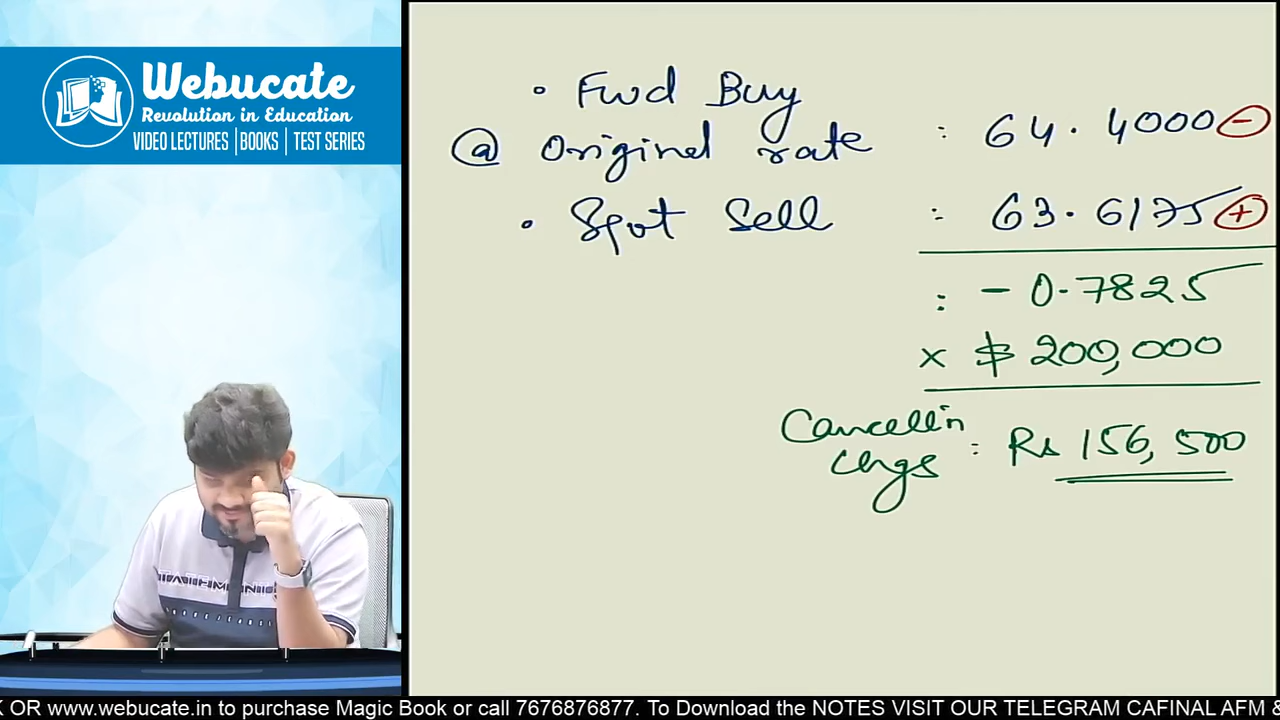 Webucate
Revolution in Education
VIDEO LECTURES | BOOKS | TEST SERIES
• Fwd Buy
@ Original rate : 64.4000 ⊖
• Spot Sell : 63.6175 ⊕
: - 0.7825
x $ 200,000
Cancell'n
chgs : Rs 156,500
K OR www.webucate.in to purchase Magic Book or call 7676876877. To Download the NOTES VISIT OUR TELEGRAM CAFINAL AFM &